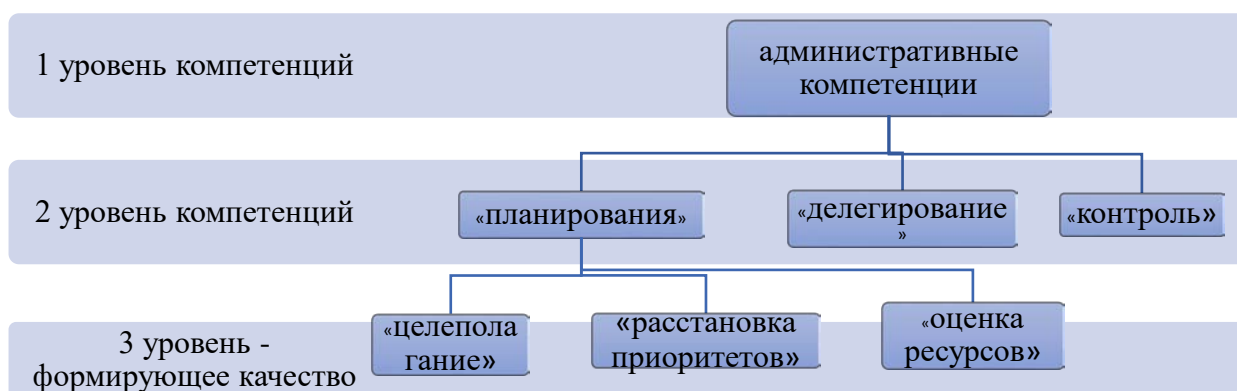 1 уровень компетенций
административные
компетенции
2 уровень компетенций
«планирования»
«делегирование
»
«контроль»
3 уровень -
формирующее качество
«целепола
гание»
«расстановка
приоритетов»
«оценка
ресурсов»